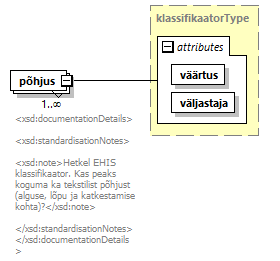 klassifikaatorType
attributes
põhjus
väärtus
1..∞
väljastaja
<xsd:documentationDetails>
<xsd:standardisationNotes>
<xsd:note>Hetkel EHIS
klassifikaator. Kas peaks
koguma ka tekstilist põhjust
(alguse, lõpu ja katkestamise
kohta)?</xsd:note>
</xsd:standardisationNotes>
</xsd:documentationDetails
>